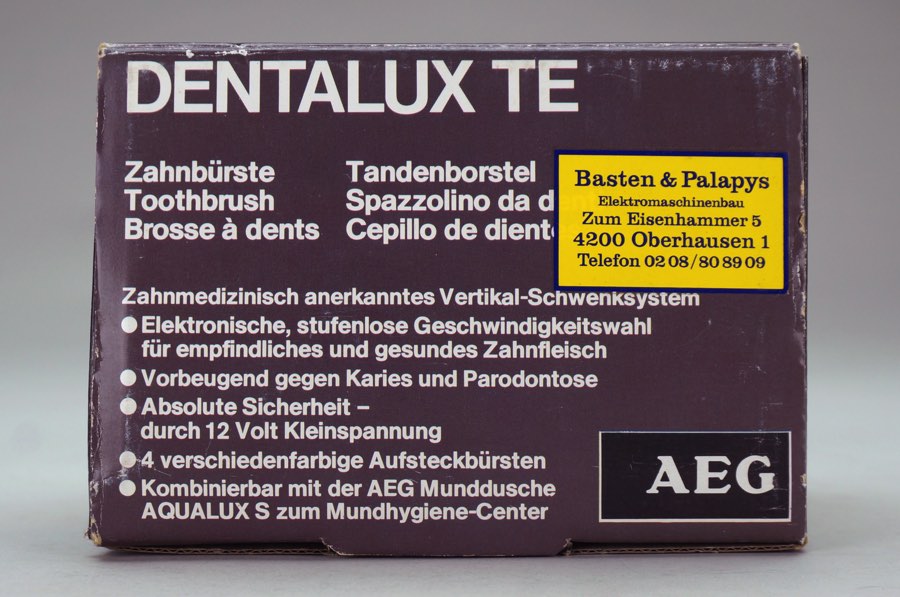 DENTALUX TE
Zahnbürste
Toothbrush
Brosse à dents
Tandenborstel
Spazzolino da
Cepillo de
Basten & Palapys
Elektromaschinenbau
Zum Eisenhammer 5
4200 Oberhausen 1
Telefon 02 08/80 89 09
Zahnmedizinisch anerkanntes Vertikal-Schwenksystem
● Elektronische, stufenlose Geschwindigkeitswahl
für empfindliches und gesundes Zahnfleisch
● Vorbeugend gegen Karies und Parodontose
● Absolute Sicherheit –
durch 12 Volt Kleinspannung
● 4 verschiedenfarbige Aufsteckbürsten
● Kombinierbar mit der AEG Munddusche
AQUALUX S zum Mundhygiene-Center
AEG